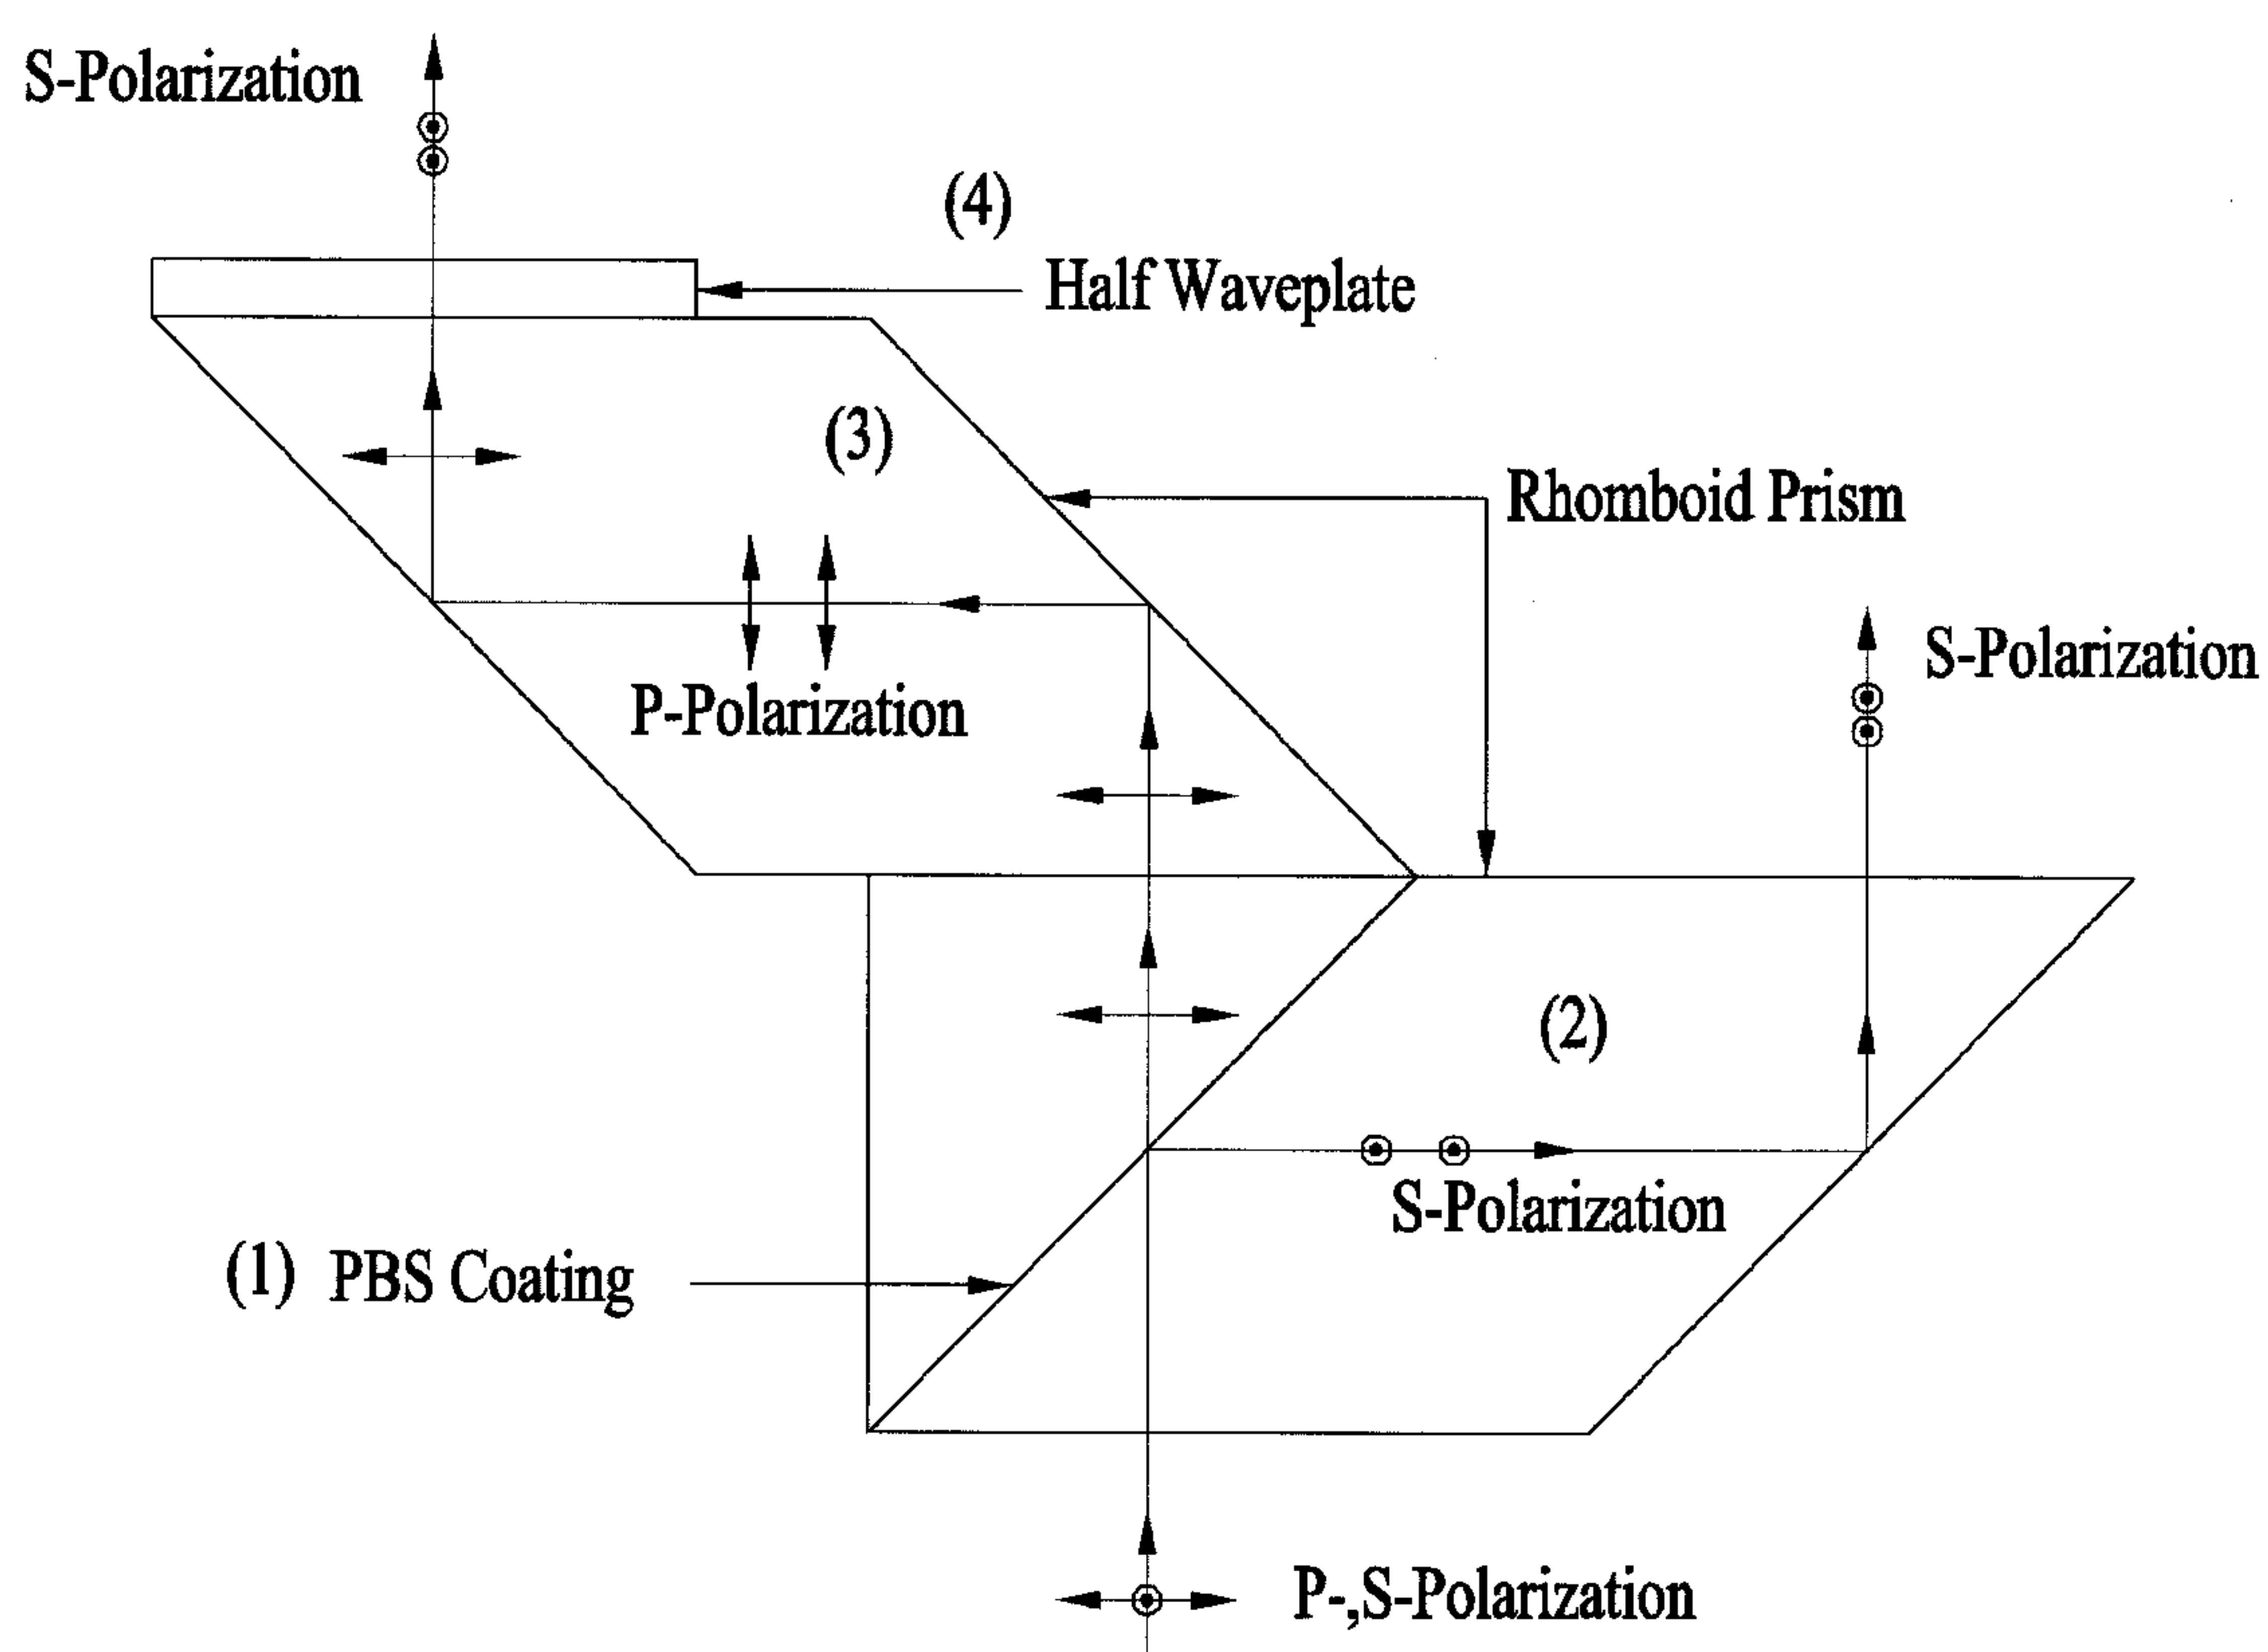 S-Polarization
(4)
Half Waveplate
(3)
Rhomboid Prism
S-Polarization
P-Polarization
(2)
S-Polarization
(1) PBS Coating
P-,S-Polarization